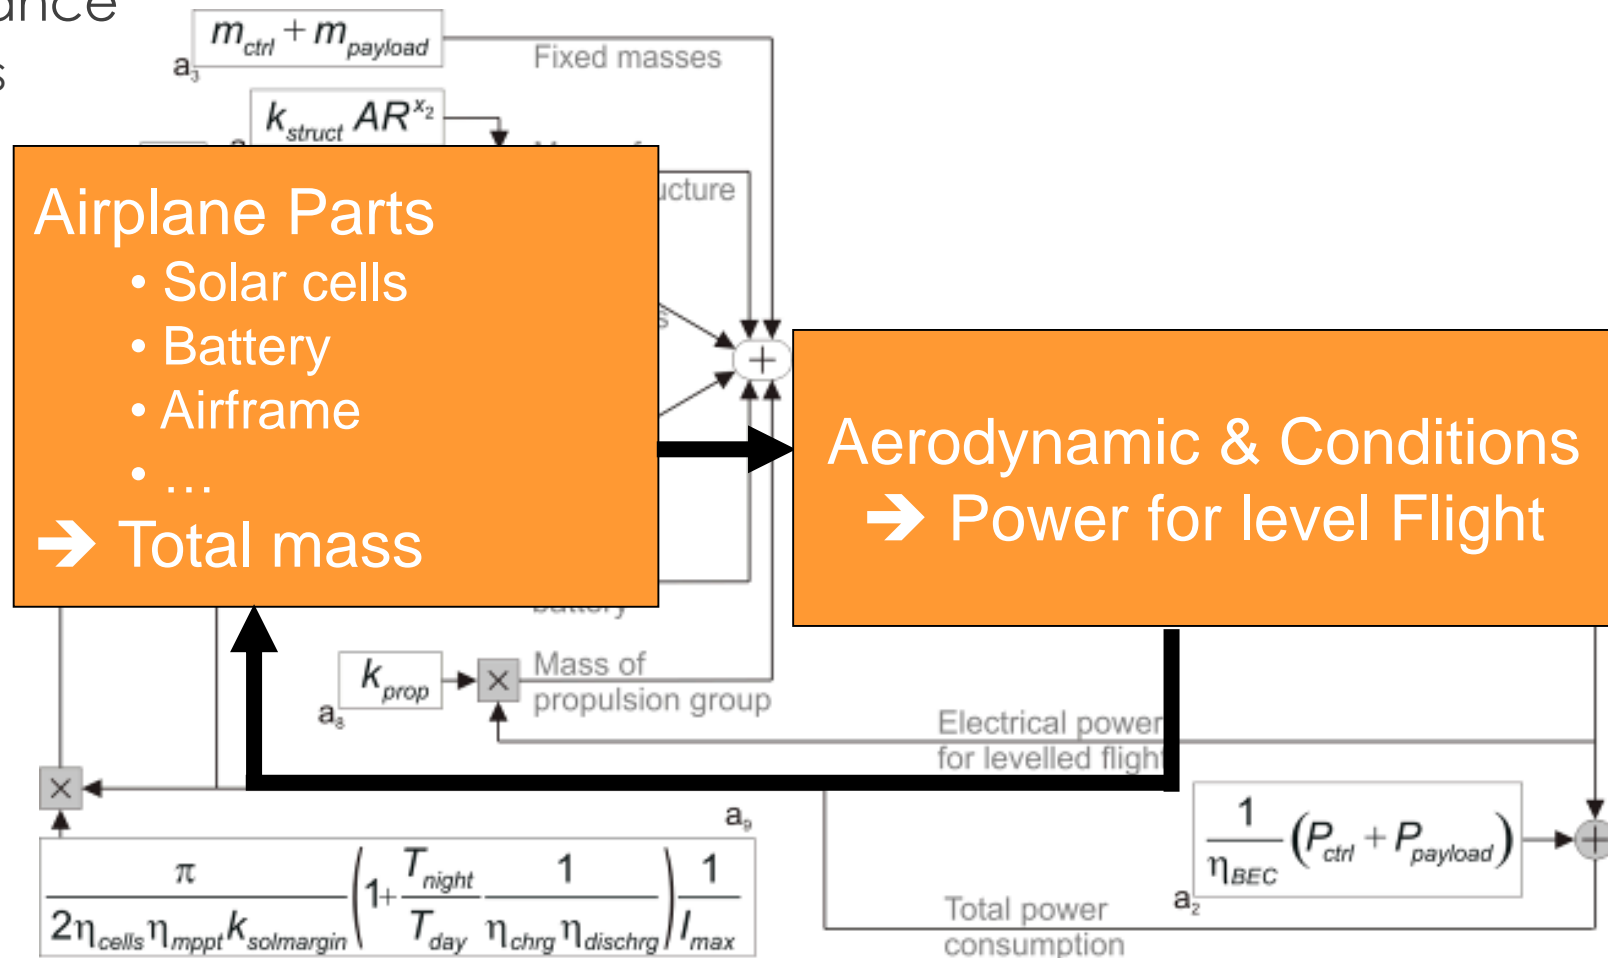 m_ctrl + m_payload
a₃
Fixed masses
k_struct AR^x₂
ucture
Airplane Parts
• Solar cells
• Battery
• Airframe
• …
➔ Total mass
+
Aerodynamic & Conditions
➔ Power for level Flight
battery
k_prop
a₈
×
Mass of
propulsion group
Electrical power
for levelled flight
×
a₉
π / (2η_cells η_mppt k_solmargin) (1+ T_night / T_day 1 / (η_chrg η_dischrg)) 1 / I_max
1 / η_BEC (P_ctrl + P_payload)
a₂
+
Total power
consumption